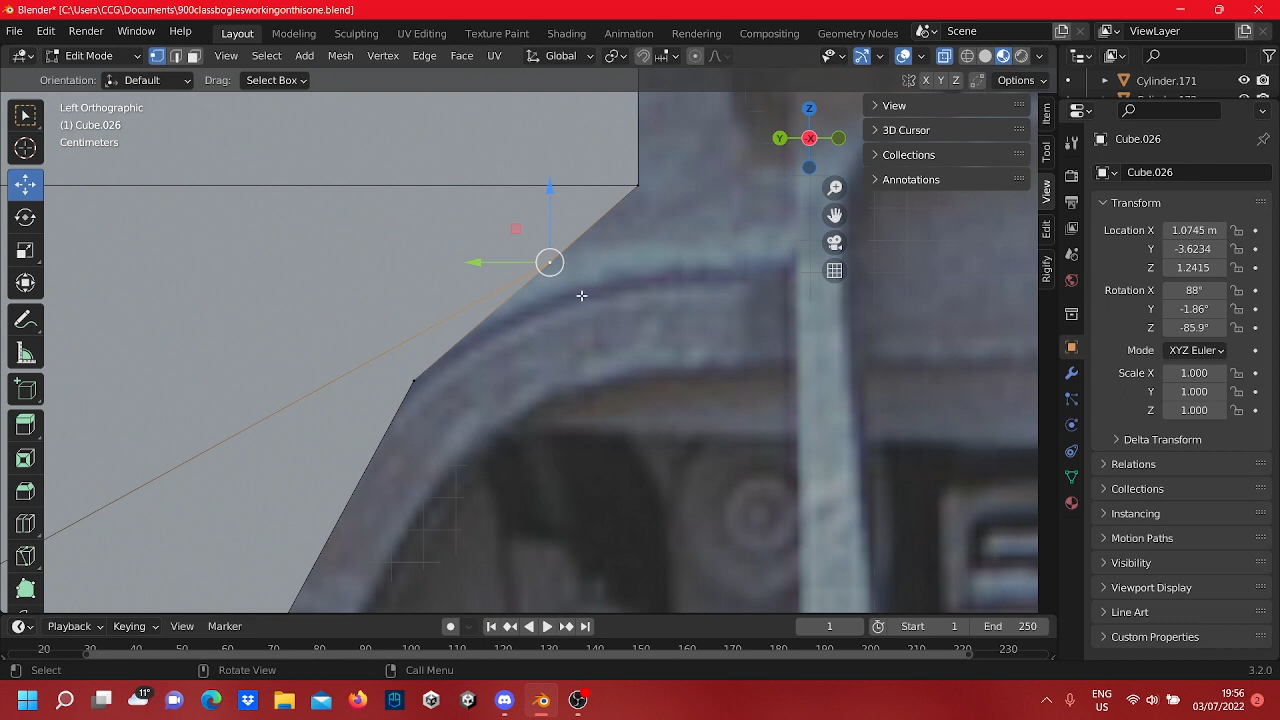 Blender* [C:\Users\CCG\Documents\900classbogiesworkingonthisone.blend]
File Edit Render Window Help Layout Modeling Sculpting UV Editing Texture Paint Shading Animation Rendering Compositing Geometry Nodes Scene ViewLayer
Edit Mode View Select Add Mesh Vertex Edge Face UV Global
Orientation: Default Drag: Select Box X Y Z Options
Cylinder.171
Left Orthographic
(1) Cube.026
Centimeters
Z
Y
-X
View
3D Cursor
Collections
Annotations
Item
Tool
View
Edit
Rigify
Cube.026
Cube.026
Transform
Location X 1.0745 m
Y -3.6234
Z 1.2415
Rotation X 88°
Y -1.86°
Z -85.9°
Mode XYZ Euler
Scale X 1.000
Y 1.000
Z 1.000
Delta Transform
Relations
Collections
Instancing
Motion Paths
Visibility
Viewport Display
Line Art
Custom Properties
Playback Keying View Marker 1 Start 1 End 250
20 30 40 50 60 70 80 90 100 110 120 130 140 150 160 170 180 190 200 210 220 230
Select Rotate View Call Menu 3.2.0
11° ENG US 19:56 03/07/2022 2